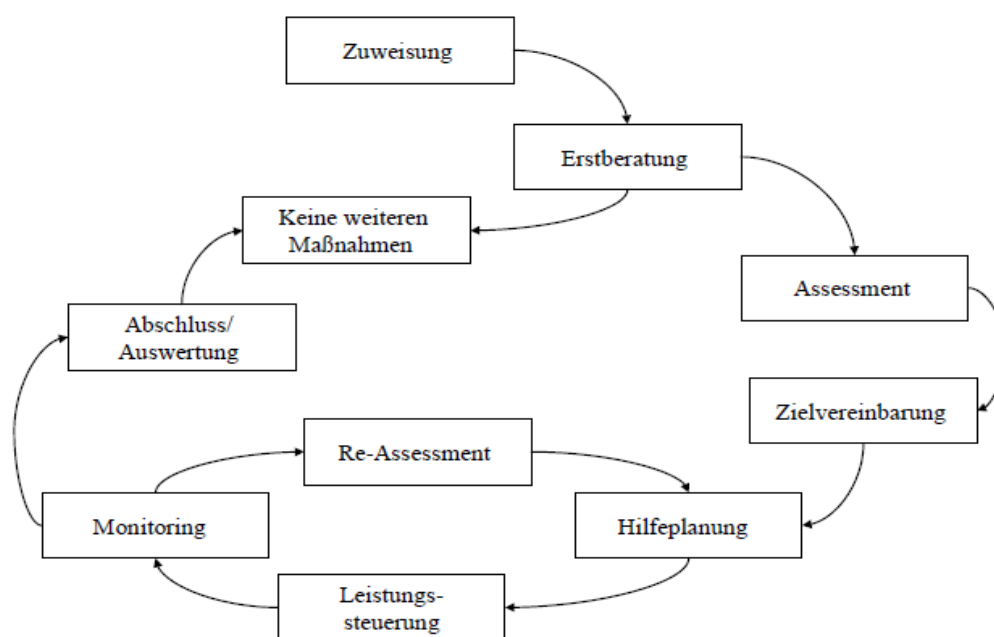 Zuweisung
Erstberatung
Keine weiteren
Maßnahmen
Assessment
Abschluss/
Auswertung
Zielvereinbarung
Re-Assessment
Monitoring
Hilfeplanung
Leistungs-
steuerung